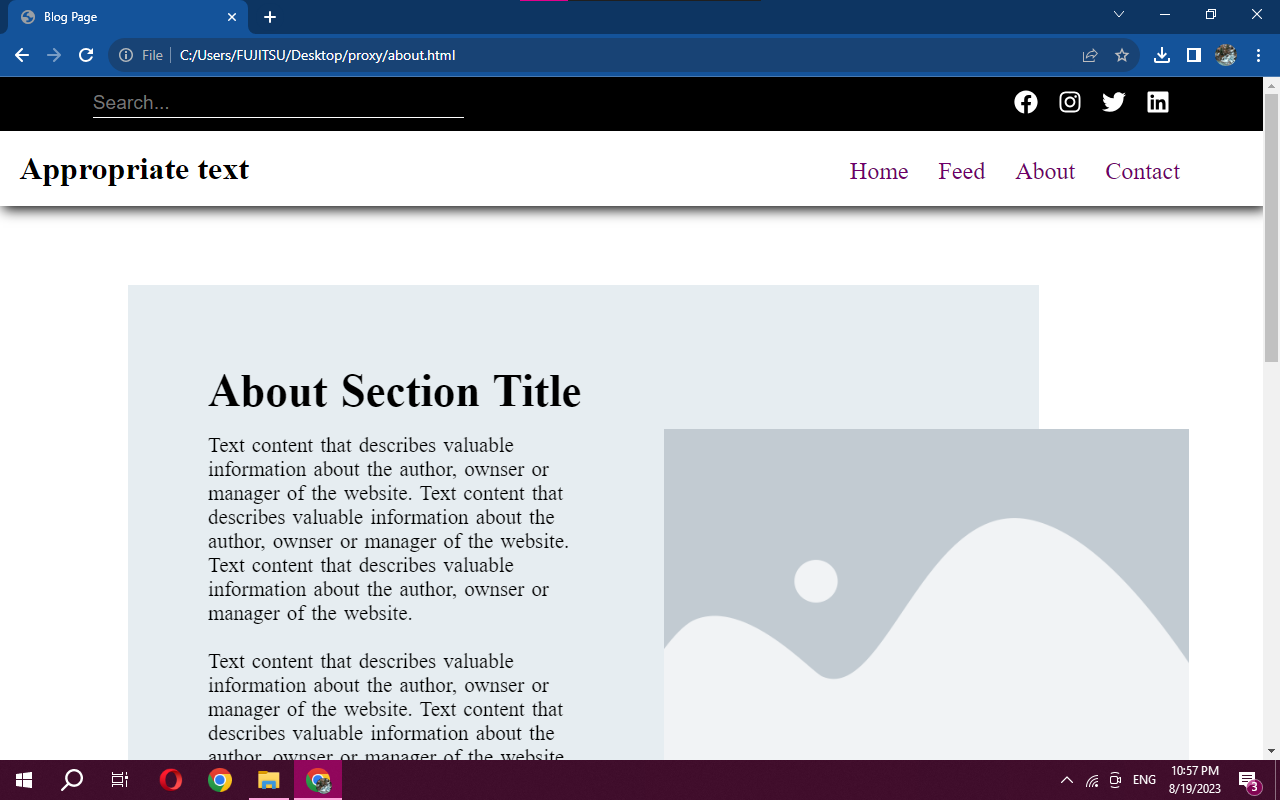 Blog Page
File
C:/Users/FUJITSU/Desktop/proxy/about.html
Search...
Appropriate text
Home Feed About Contact
About Section Title
Text content that describes valuable
information about the author, ownser or
manager of the website. Text content that
describes valuable information about the
author, ownser or manager of the website.
Text content that describes valuable
information about the author, ownser or
manager of the website.
Text content that describes valuable
information about the author, ownser or
manager of the website. Text content that
describes valuable information about the
author, ownser or manager of the website
ENG
10:57 PM
8/19/2023
3